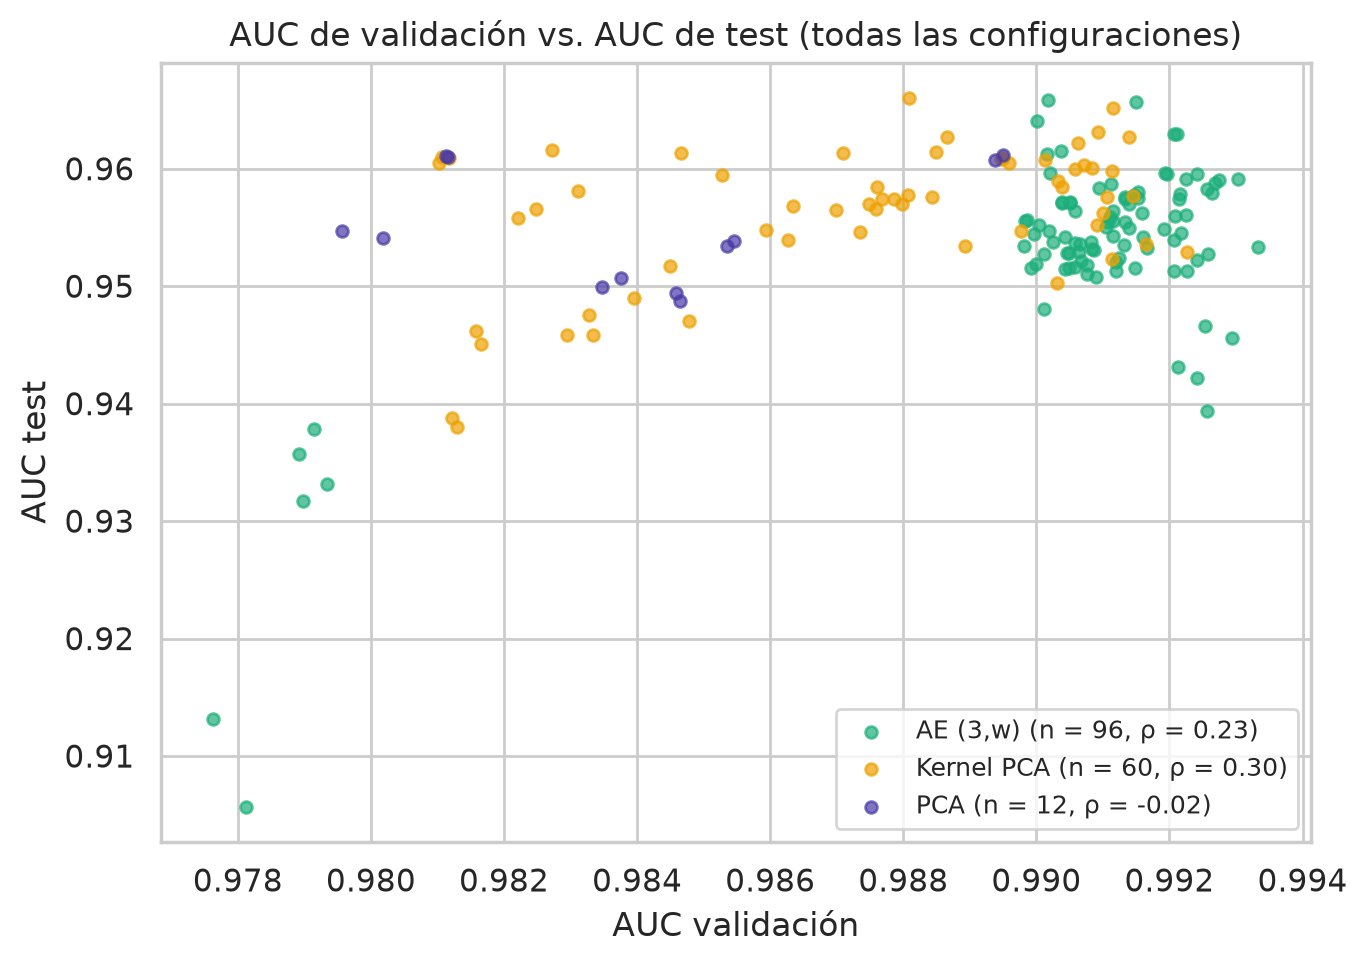 AUC de validación vs. AUC de test (todas las configuraciones)
AUC test
0.96
0.95
0.94
0.93
0.92
0.91
AE (3,w) (n = 96, ρ = 0.23)
Kernel PCA (n = 60, ρ = 0.30)
PCA (n = 12, ρ = -0.02)
0.978 0.980 0.982 0.984 0.986 0.988 0.990 0.992 0.994
AUC validación